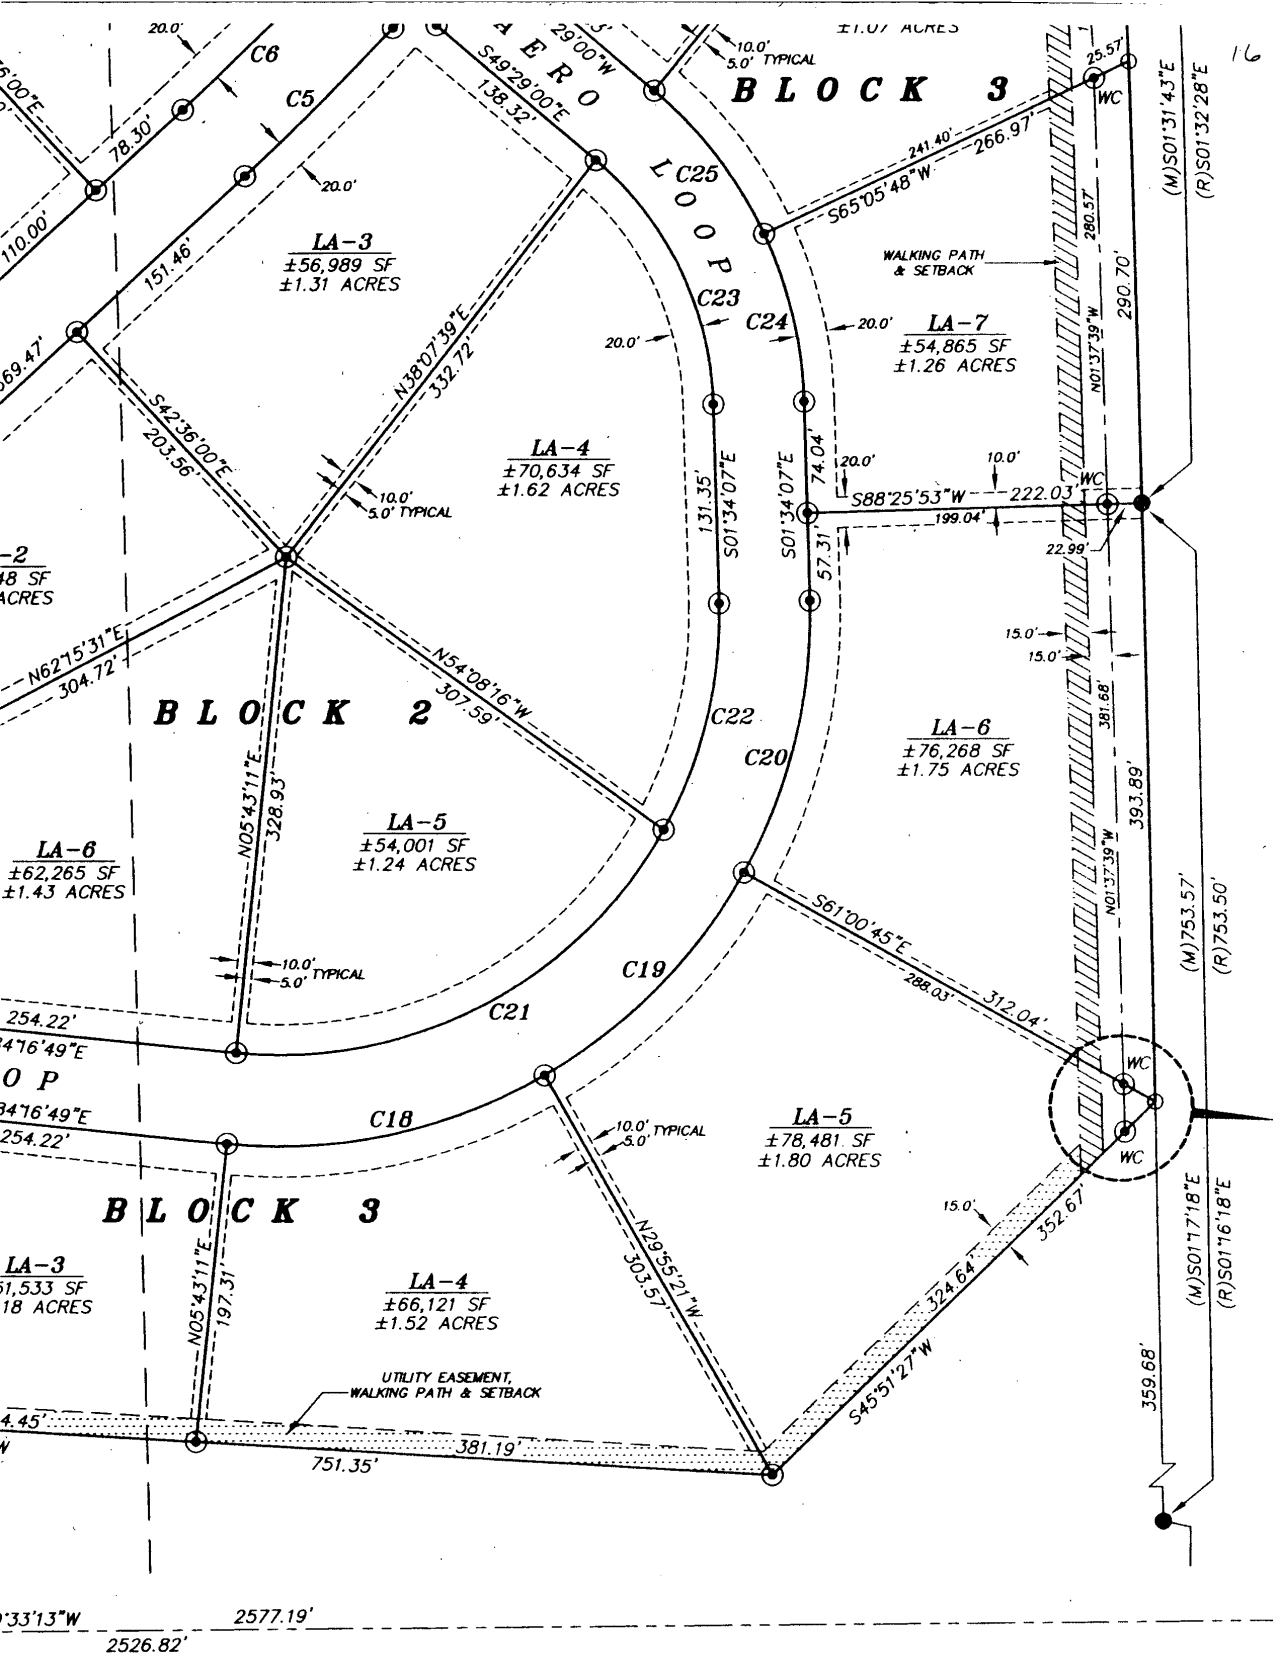 20.0'
C6
C5
78.30'
110.00'
151.46'
20.0'
LA-3
±56,989 SF
±1.31 ACRES
S49°29'00"E
138.32'
A E R O
L O O P
29'00"W
10.0'
5.0' TYPICAL
±1.07 ACRES
BLOCK 3
25.57'
WC
16
(M)S01°31'43"E
(R)S01°32'28"E
241.40'
266.97'
S65°05'48"W
C25
C23
C24
20.0'
20.0'
WALKING PATH
& SETBACK
280.57'
290.70'
N01°37'39"W
LA-7
±54,865 SF
±1.26 ACRES
569.47'
S42°36'00"E
203.56'
N38°07'39"E
332.72'
LA-4
±70,634 SF
±1.62 ACRES
10.0'
5.0' TYPICAL
131.35'
S01°34'07"E
S01°34'07"E
74.04'
57.31'
20.0'
10.0'
WC
S88°25'53"W
222.03'
199.04'
22.99'
-2
48 SF
ACRES
N62°15'31"E
304.72'
N54°08'16"W
307.59'
15.0'
15.0'
BLOCK 2
C22
C20
LA-6
±76,268 SF
±1.75 ACRES
381.68'
393.89'
N01°37'39"W
N05°43'11"E
328.93'
LA-5
±54,001 SF
±1.24 ACRES
LA-6
±62,265 SF
±1.43 ACRES
S61°00'45"E
288.03'
312.04'
(M)753.57'
(R)753.50'
10.0'
5.0' TYPICAL
C19
C21
254.22'
84°16'49"E
O P
84°16'49"E
254.22'
C18
WC
WC
10.0'
5.0' TYPICAL
LA-5
±78,481 SF
±1.80 ACRES
BLOCK 3
15.0'
352.67'
324.64'
S45°51'27"W
(M)S01°17'18"E
(R)S01°16'18"E
N29°55'21"W
303.57'
N05°43'11"E
197.31'
LA-3
51,533 SF
18 ACRES
LA-4
±66,121 SF
±1.52 ACRES
UTILITY EASEMENT,
WALKING PATH & SETBACK
359.68'
4.45'
W
381.19'
751.35'
°33'13"W
2577.19'
2526.82'